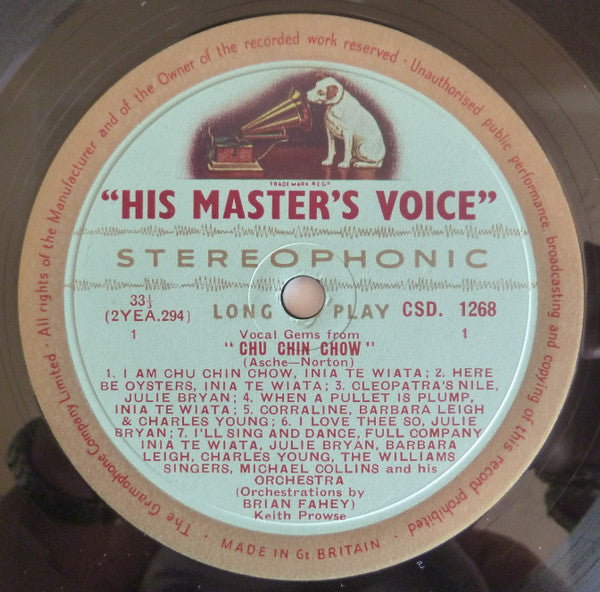 · All rights of the Manufacturer and of the Owner of the recorded work reserved · Unauthorised public performance, broadcasting and copying of this record prohibited
TRADE MARK REGD
"HIS MASTER'S VOICE"
STEREOPHONIC
33⅓
(2YEA.294)
LONG PLAY
CSD. 1268
1
Vocal Gems from
1
"CHU CHIN CHOW"
(Asche—Norton)
1. I AM CHU CHIN CHOW, INIA TE WIATA; 2. HERE
BE OYSTERS, INIA TE WIATA; 3. CLEOPATRA'S NILE,
JULIE BRYAN; 4. WHEN A PULLET IS PLUMP,
INIA TE WIATA; 5. CORRALINE, BARBARA LEIGH
& CHARLES YOUNG; 6. I LOVE THEE SO, JULIE
BRYAN; 7. I'LL SING AND DANCE, FULL COMPANY
INIA TE WIATA, JULIE BRYAN, BARBARA
LEIGH, CHARLES YOUNG, THE WILLIAMS
SINGERS, MICHAEL COLLINS and his
ORCHESTRA
(Orchestrations by
BRIAN FAHEY)
Keith Prowse
The Gramophone Company Limited ·
· MADE IN Gt. BRITAIN ·